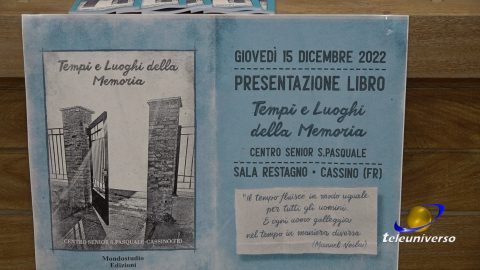 Tempi e Luoghi della
Memoria
CENTRO SENIOR S.PASQUALE-CASSINO(FR)
Mondostudio
Edizioni
GIOVEDÌ 15 DICEMBRE 2022
PRESENTAZIONE LIBRO
Tempi e Luoghi
della Memoria
CENTRO SENIOR S.PASQUALE
SALA RESTAGNO • CASSINO (FR)
"Il tempo fluisce in modo uguale
per tutti gli uomini.
E ogni uomo galleggia
nel tempo in maniera diversa
teleuniverso